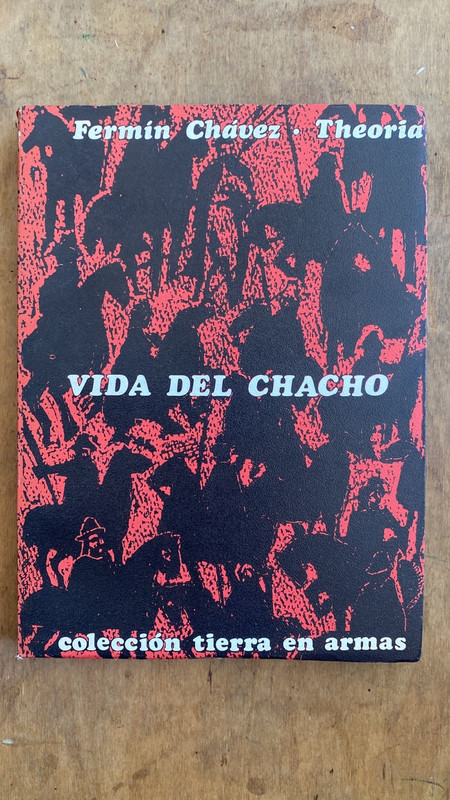 Fermín Chávez · Theoria
VIDA DEL CHACHO
colección tierra en armas